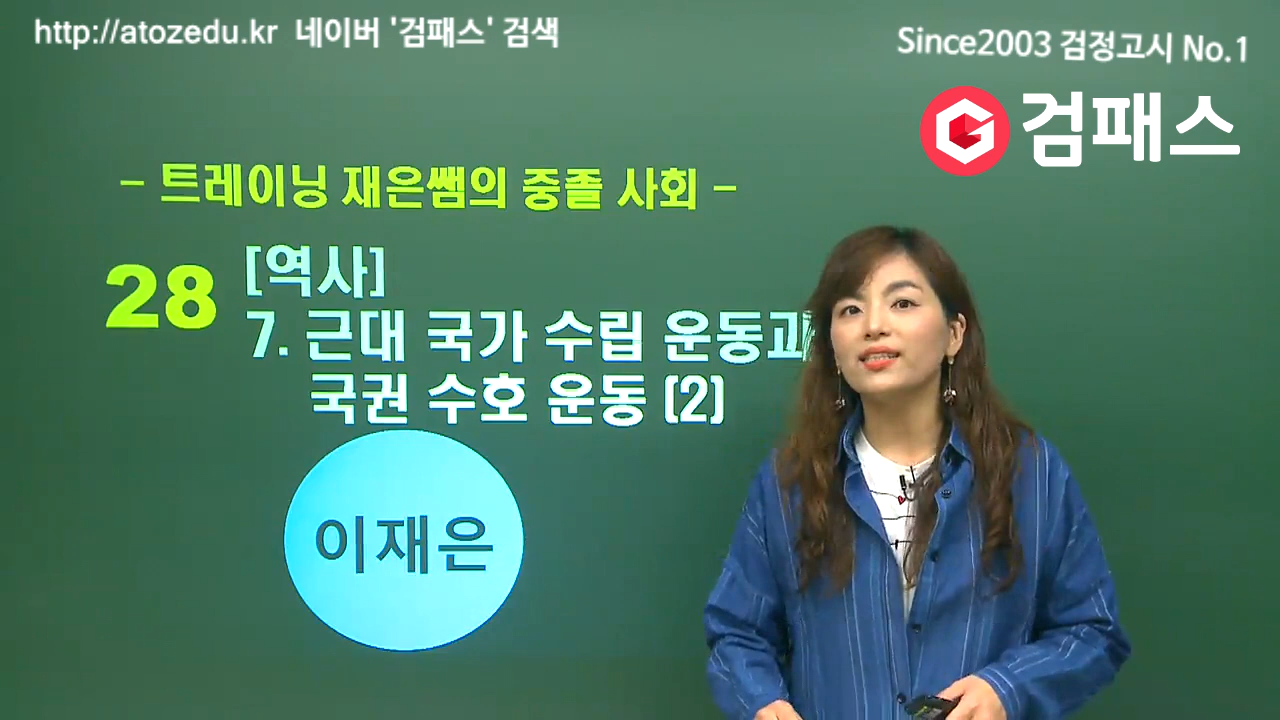 http://atozedu.kr 네이버 '검패스' 검색
Since2003 검정고시 No.1
검패스
- 트레이닝 재은쌤의 중졸 사회 -
28
[역사]
7. 근대 국가 수립 운동과
국권 수호 운동 (2)
이재은